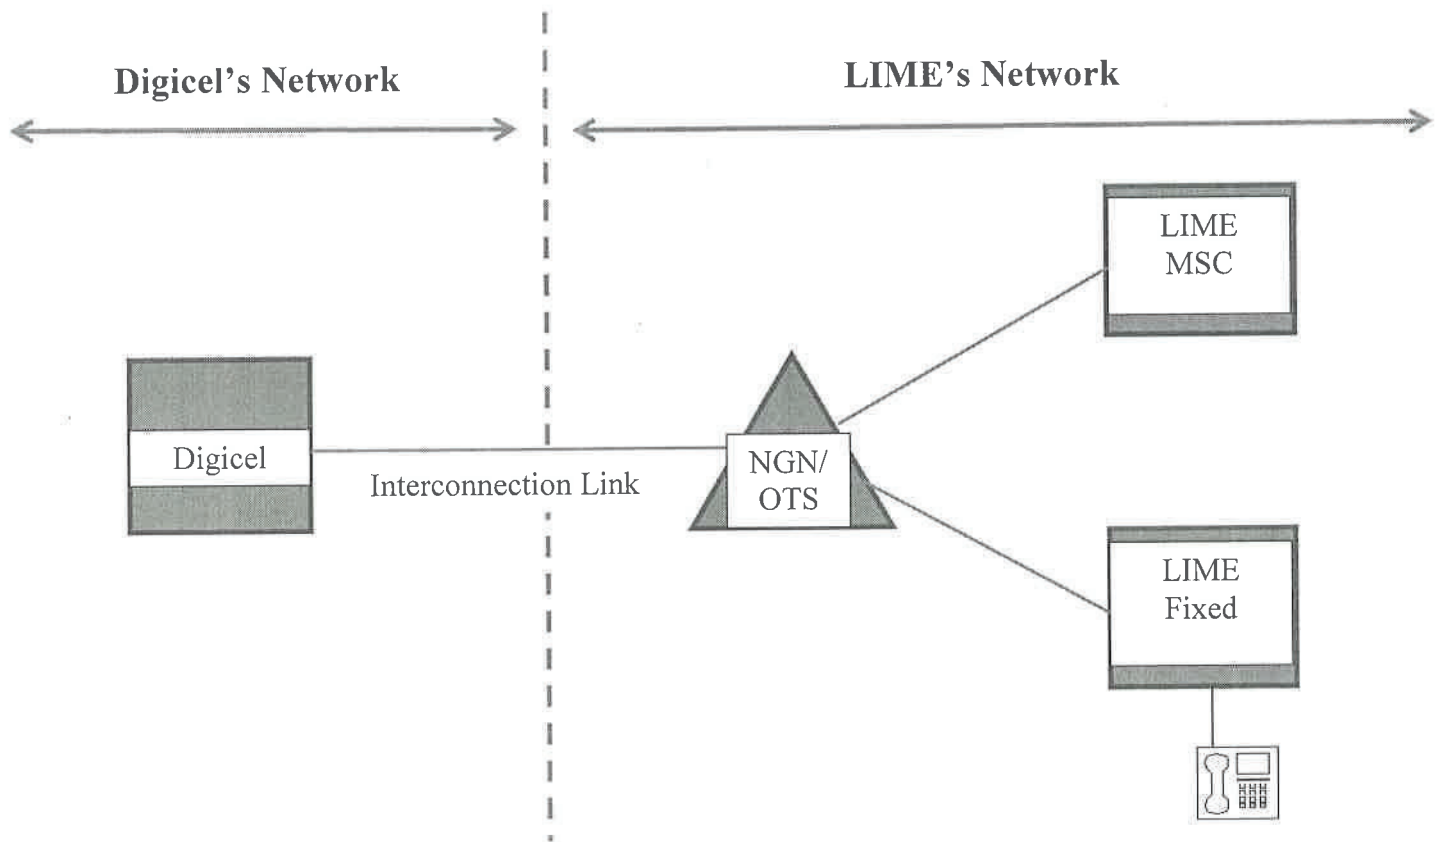 Digicel's Network
LIME's Network
LIME
MSC
Digicel
Interconnection Link
NGN/
OTS
LIME
Fixed